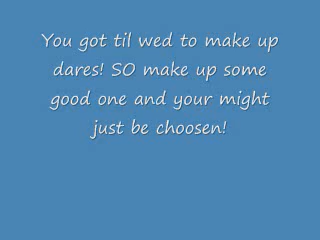 You got til wed to make up
dares! SO make up some
good one and your might
just be choosen!